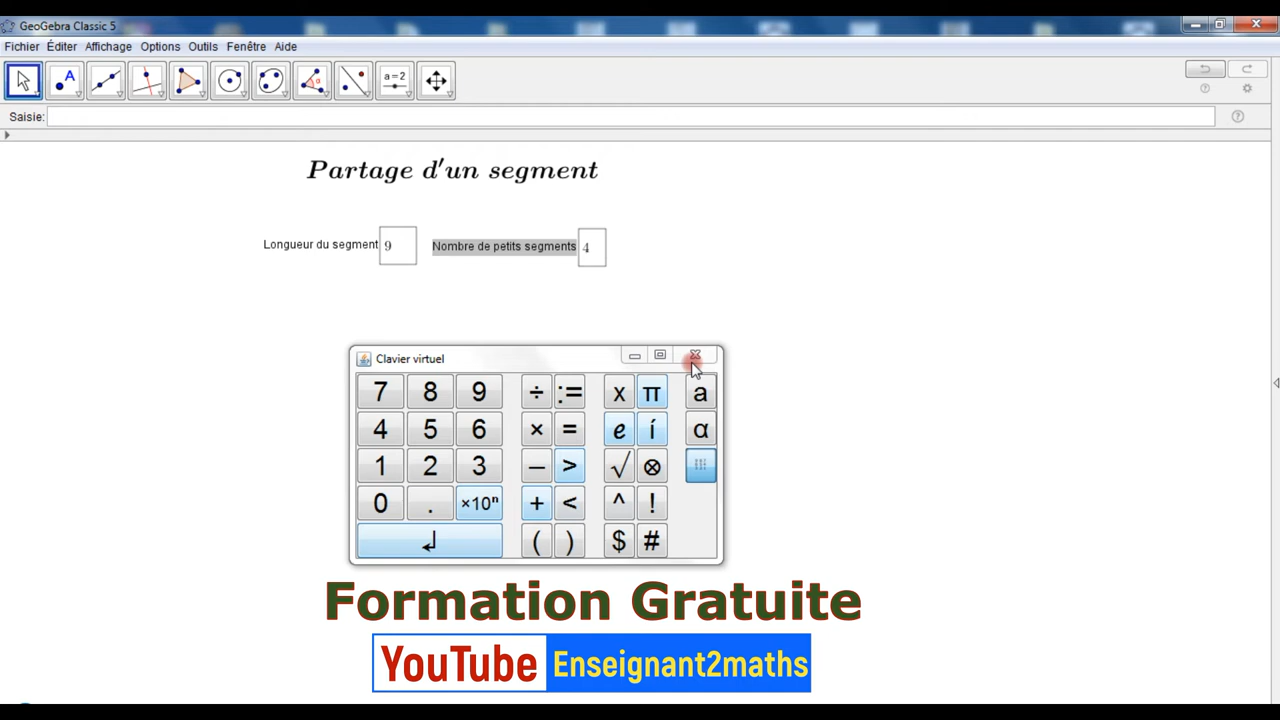 GeoGebra Classic 5
Fichier Éditer Affichage Options Outils Fenêtre Aide
A α a=2
Saisie:
Partage d'un segment
Longueur du segment 9 Nombre de petits segments 4
Clavier virtuel
7 8 9 ÷ := x π a
4 5 6 × = e í α
1 2 3 – > √ ⊗
0 . ×10ⁿ + < ^ !
↲ ( ) $ #
Formation Gratuite
YouTube Enseignant2maths